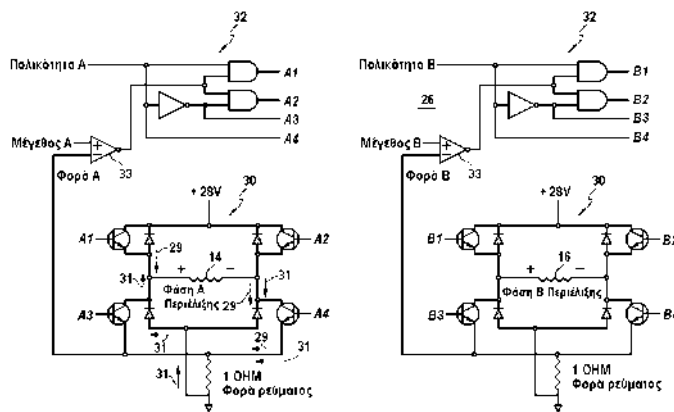 32
Πολικότητα Α
A1
A2
A3
A4
Μέγεθος Α
Φορά Α
33
30
+ 28V
A1
A2
29
14
+
−
31
Φάση Α
Περιέλιξης
29
31
A3
A4
31
29
31
31
1 OHM
Φορά ρεύματος
32
Πολικότητα Β
26
B1
B2
B3
B4
Μέγεθος Β
Φορά Β
33
30
+ 28V
B1
B2
16
+
−
Φάση Β Περιέλιξης
B3
B4
1 OHM
Φορά ρεύματος